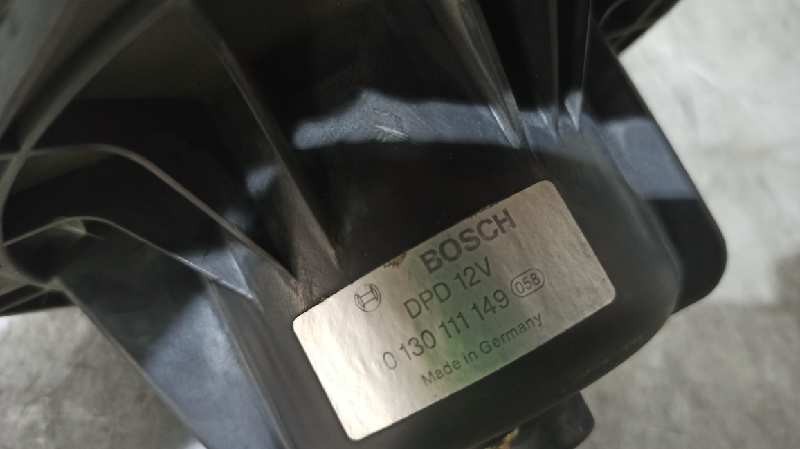 BOSCH
DPD 12V
0 130 111 149 058
Made in Germany